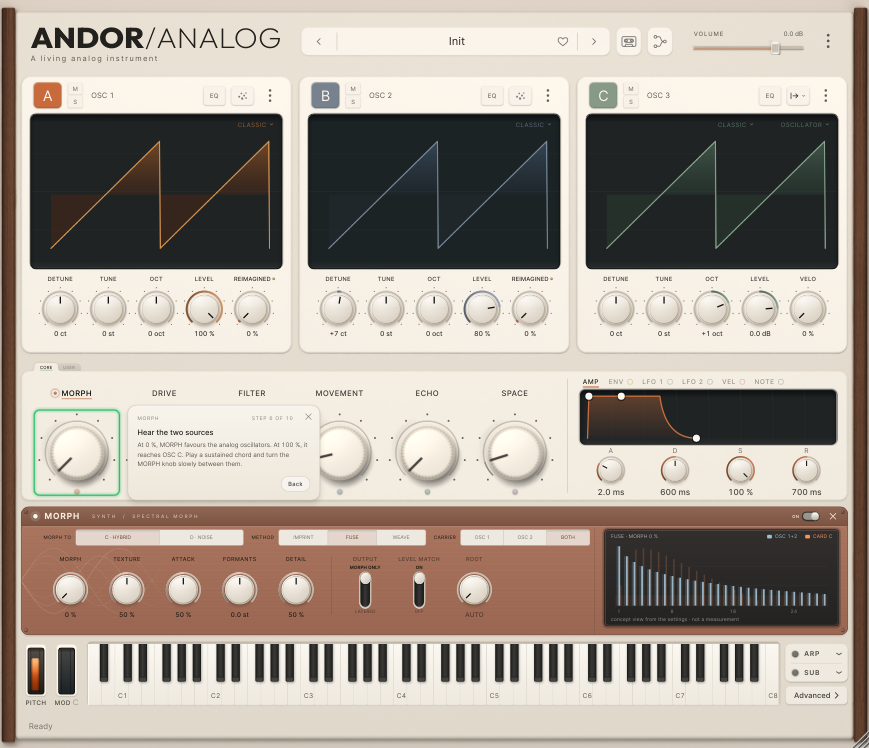 ANDOR/ANALOG
A living analog instrument
Init
VOLUME 0.0 dB
A M S OSC 1 EQ
CLASSIC
DETUNE TUNE OCT LEVEL REIMAGINED
0 ct 0 st 0 oct 100 % 0 %
B M S OSC 2 EQ
CLASSIC
DETUNE TUNE OCT LEVEL REIMAGINED
+7 ct 0 st 0 oct 80 % 0 %
C M S OSC 3 EQ
CLASSIC OSCILLATOR
DETUNE TUNE OCT LEVEL VELO
0 ct 0 st +1 oct 0.0 dB 0 %
CORE USER
MORPH DRIVE FILTER MOVEMENT ECHO SPACE
MORPH STEP 6 OF 10
Hear the two sources
At 0 %, MORPH favours the analog oscillators. At 100 %, it
reaches OSC C. Play a sustained chord and turn the
MORPH knob slowly between them.
Back
AMP ENV LFO 1 LFO 2 VEL NOTE
A D S R
2.0 ms 600 ms 100 % 700 ms
MORPH SYNTH / SPECTRAL MORPH ON
MORPH TO C · HYBRID D · NOISE METHOD IMPRINT FUSE WEAVE CARRIER OSC 1 OSC 2 BOTH
MORPH TEXTURE ATTACK FORMANTS DETAIL OUTPUT LEVEL MATCH ROOT
MORPH ONLY ON
LAYERS OFF
0 % 50 % 50 % 0.0 st 50 % AUTO
FUSE · MORPH 0 % OSC 1+2 CARD C
1 8 16 24
concept view from the settings · not a measurement
PITCH MOD
C1 C2 C3 C4 C5 C6 C7 C8
ARP
SUB
Advanced
Ready